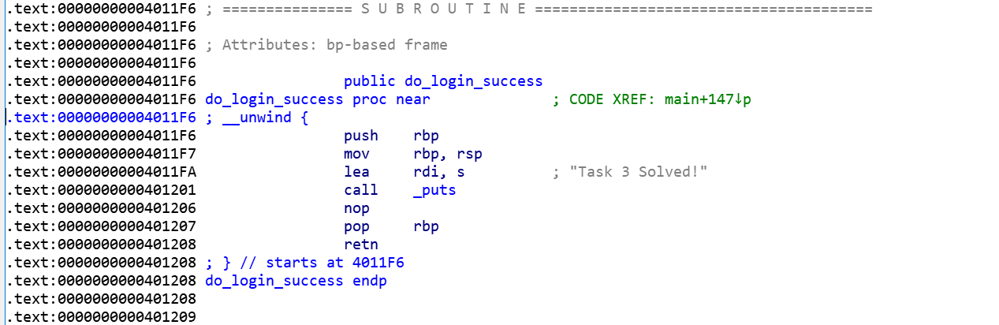 .text:00000000004011F6 ; =============== S U B R O U T I N E =======================================
.text:00000000004011F6
.text:00000000004011F6 ; Attributes: bp-based frame
.text:00000000004011F6
.text:00000000004011F6                 public do_login_success
.text:00000000004011F6 do_login_success proc near              ; CODE XREF: main+147↓p
.text:00000000004011F6 ; __unwind {
.text:00000000004011F6                 push    rbp
.text:00000000004011F7                 mov     rbp, rsp
.text:00000000004011FA                 lea     rdi, s          ; "Task 3 Solved!"
.text:0000000000401201                 call    _puts
.text:0000000000401206                 nop
.text:0000000000401207                 pop     rbp
.text:0000000000401208                 retn
.text:0000000000401208 ; } // starts at 4011F6
.text:0000000000401208 do_login_success endp
.text:0000000000401208
.text:0000000000401209